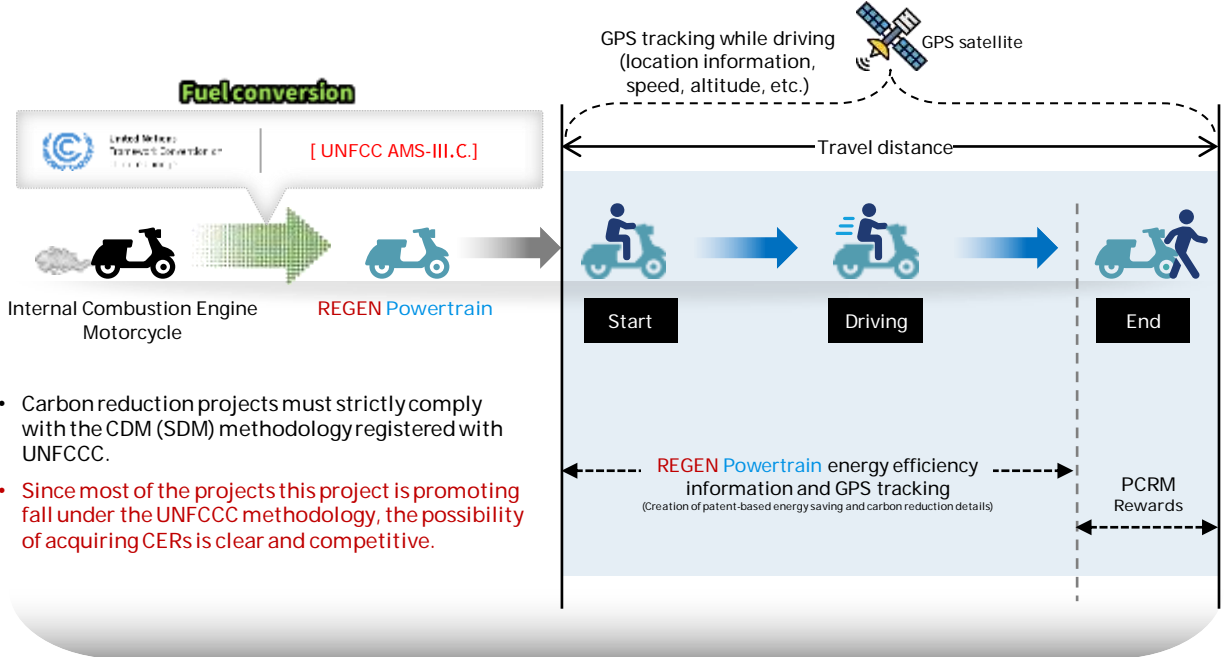 GPS tracking while driving
(location information,
speed, altitude, etc.)
GPS satellite
Fuel conversion
United Nations
Framework Convention on
[ UNFCC AMS-III.C.]
Travel distance
Internal Combustion Engine
Motorcycle
REGEN Powertrain
Start
Driving
End
• Carbon reduction projects must strictly comply
with the CDM (SDM) methodology registered with
UNFCCC.
• Since most of the projects this project is promoting
fall under the UNFCCC methodology, the possibility
of acquiring CERs is clear and competitive.
REGEN Powertrain energy efficiency
information and GPS tracking
(Creation of patent-based energy saving and carbon reduction details)
PCRM
Rewards